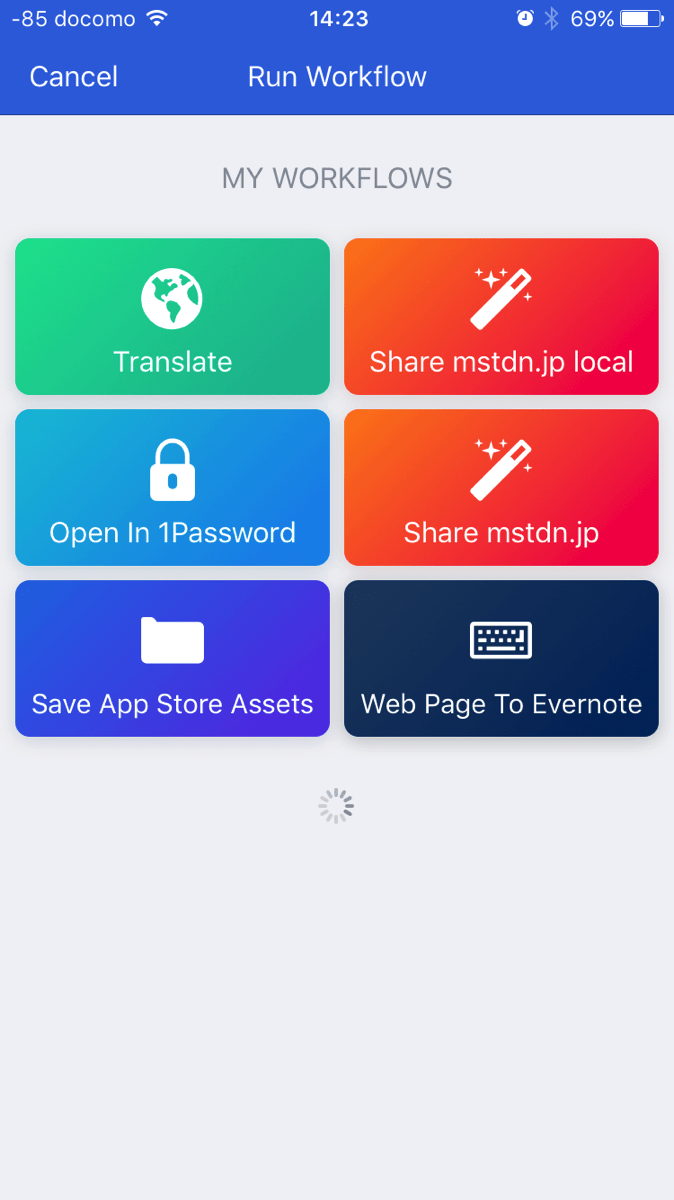 -85 docomo 14:23 69%
Cancel Run Workflow
MY WORKFLOWS
Translate
Share mstdn.jp local
Open In 1Password
Share mstdn.jp
Save App Store Assets
Web Page To Evernote